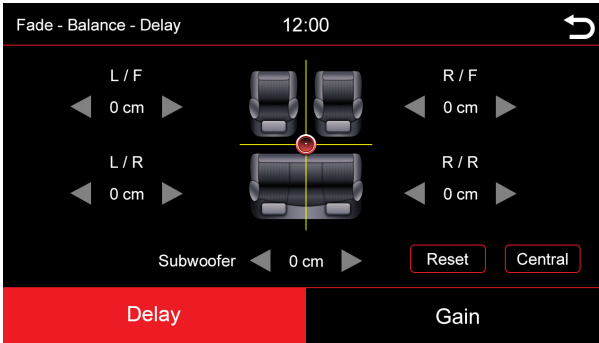 Fade - Balance - Delay 12:00
L / F R / F
0 cm 0 cm
L / R R / R
0 cm 0 cm
Subwoofer 0 cm Reset Central
Delay Gain